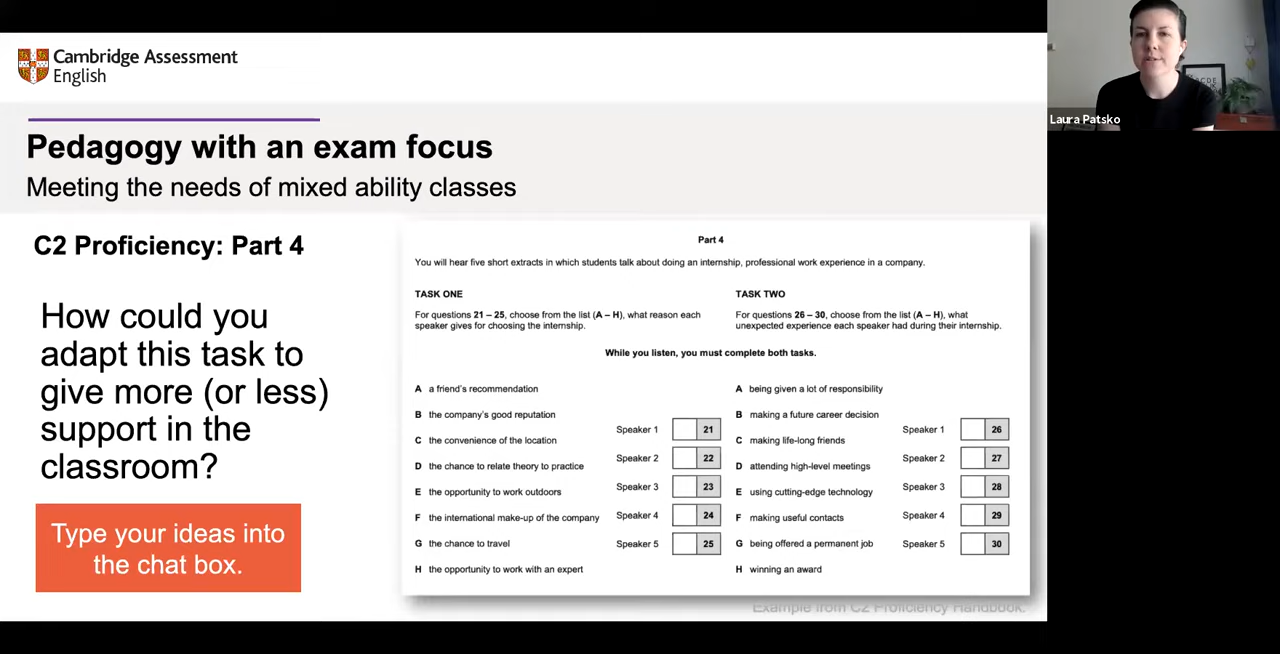 Cambridge Assessment
English
Laura Patsko
Pedagogy with an exam focus
Meeting the needs of mixed ability classes
C2 Proficiency: Part 4
How could you
adapt this task to
give more (or less)
support in the
classroom?
Type your ideas into
the chat box.
Part 4
You will hear five short extracts in which students talk about doing an internship, professional work experience in a company.
TASK ONE
For questions 21 – 25, choose from the list (A – H), what reason each
speaker gives for choosing the internship.
TASK TWO
For questions 26 – 30, choose from the list (A – H), what
unexpected experience each speaker had during their internship.
While you listen, you must complete both tasks.
A a friend's recommendation
B the company's good reputation
C the convenience of the location
D the chance to relate theory to practice
E the opportunity to work outdoors
F the international make-up of the company
G the chance to travel
H the opportunity to work with an expert
Speaker 1 21
Speaker 2 22
Speaker 3 23
Speaker 4 24
Speaker 5 25
A being given a lot of responsibility
B making a future career decision
C making life-long friends
D attending high-level meetings
E using cutting-edge technology
F making useful contacts
G being offered a permanent job
H winning an award
Speaker 1 26
Speaker 2 27
Speaker 3 28
Speaker 4 29
Speaker 5 30
Example from C2 Proficiency Handbook.